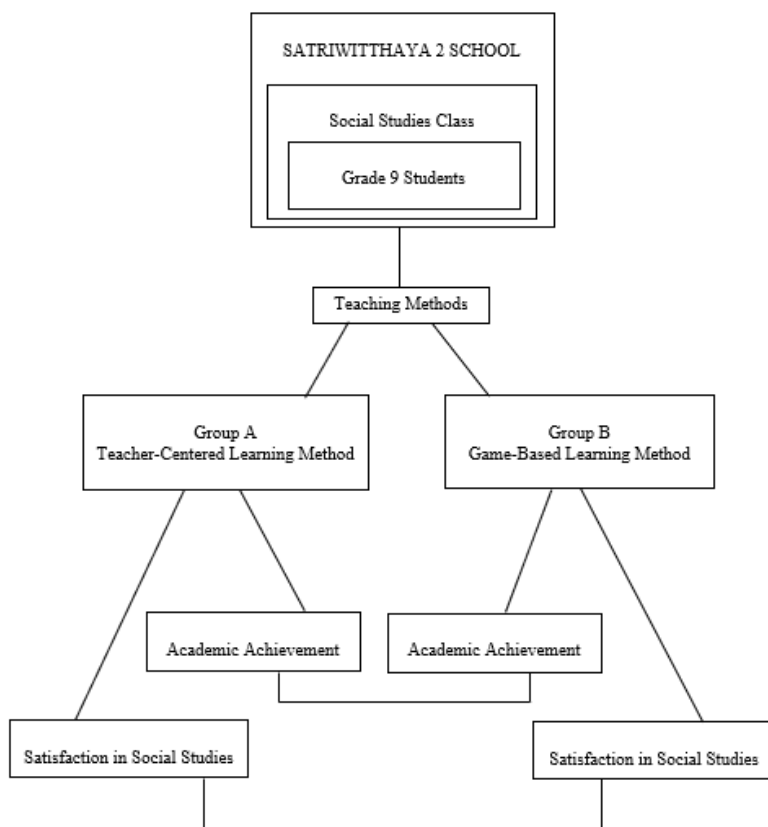 SATRIWITTHAYA 2 SCHOOL
Social Studies Class
Grade 9 Students
Teaching Methods
Group A
Teacher-Centered Learning Method
Group B
Game-Based Learning Method
Academic Achievement
Academic Achievement
Satisfaction in Social Studies
Satisfaction in Social Studies